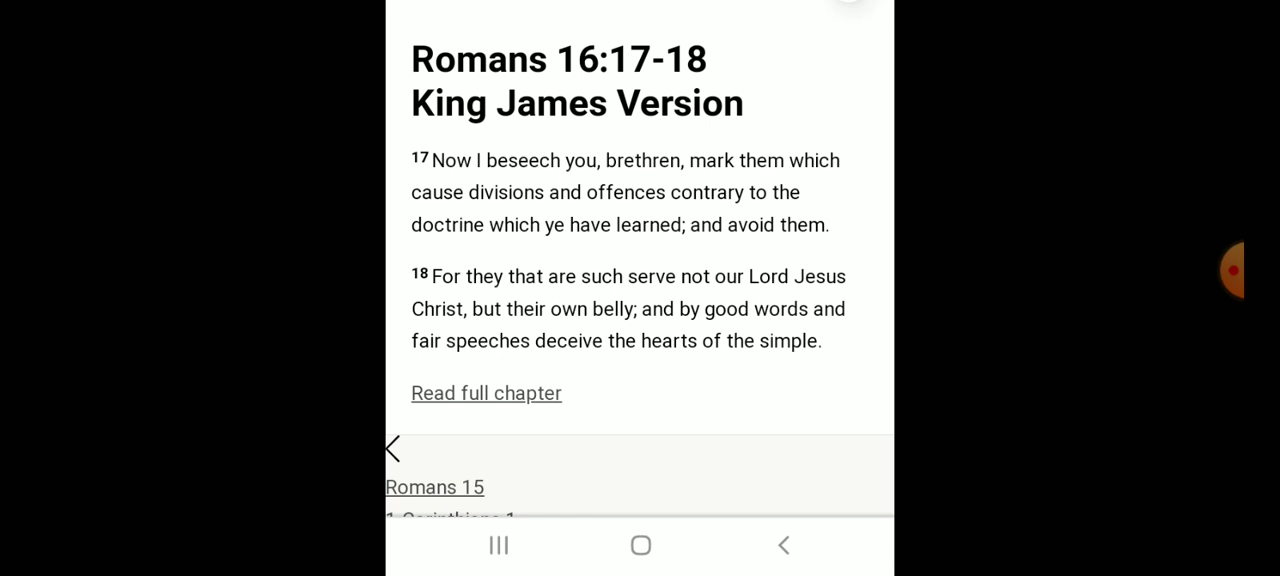 Romans 16:17-18
King James Version
17 Now I beseech you, brethren, mark them which
cause divisions and offences contrary to the
doctrine which ye have learned; and avoid them.
18 For they that are such serve not our Lord Jesus
Christ, but their own belly; and by good words and
fair speeches deceive the hearts of the simple.
Read full chapter
Romans 15
1 Corinthians 1